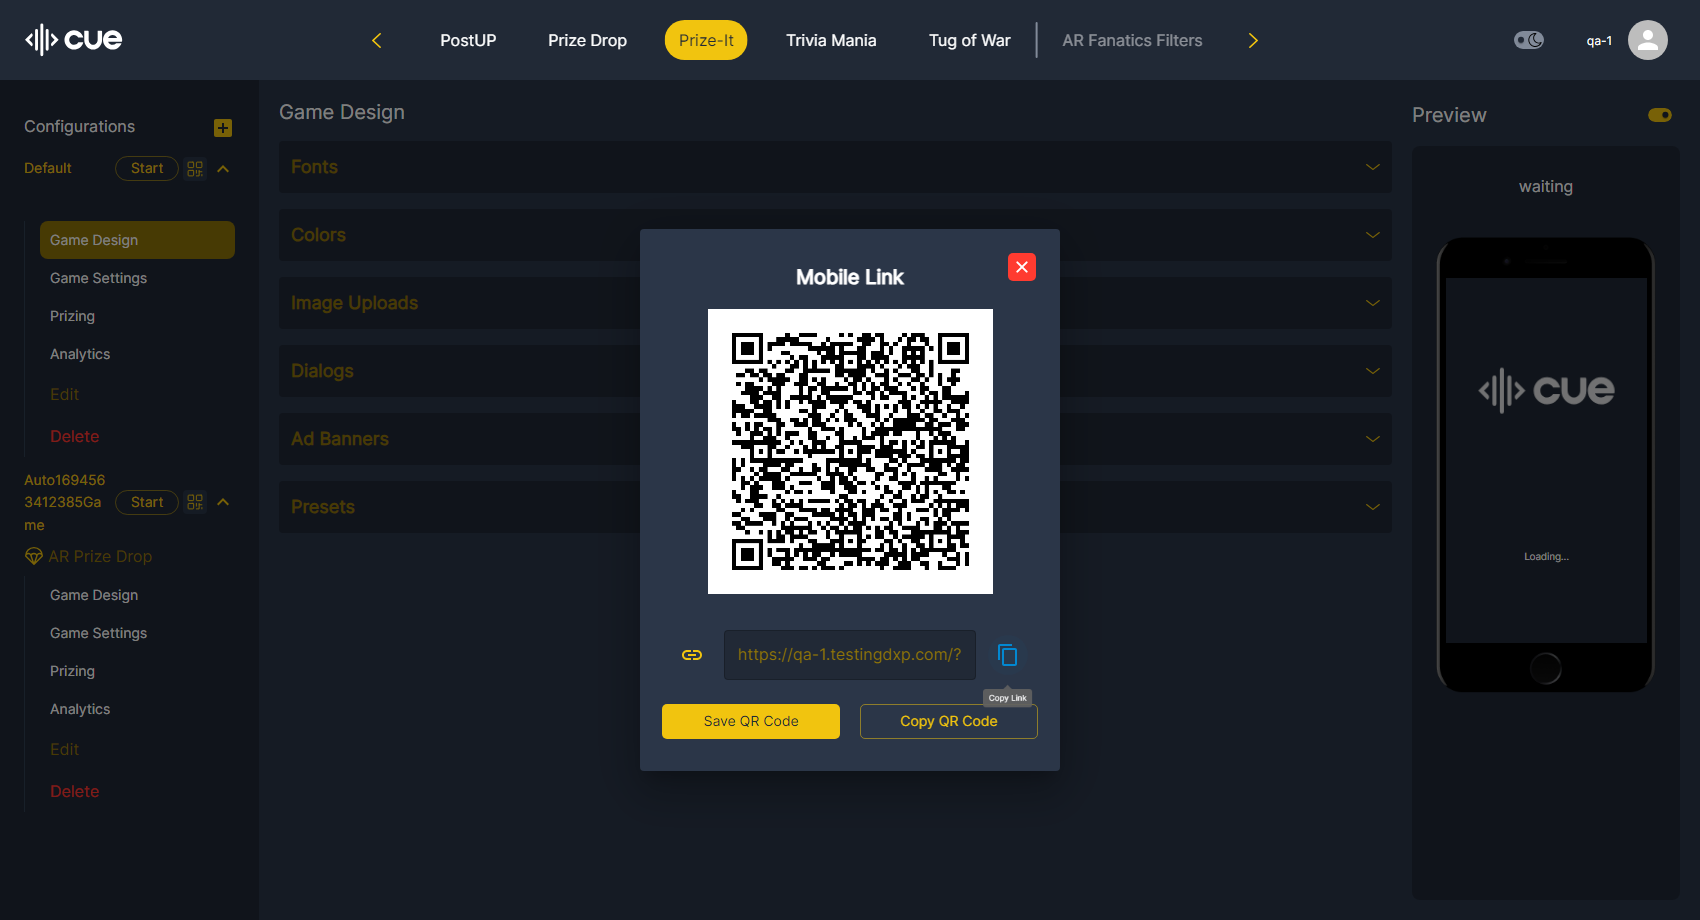 cue
PostUP
Prize Drop
Prize-It
Trivia Mania
Tug of War
AR Fanatics Filters
qa-1
Configurations
Default
Start
Game Design
Game Settings
Prizing
Analytics
Edit
Delete
Auto169456
3412385Ga
me
Start
AR Prize Drop
Game Design
Game Settings
Prizing
Analytics
Edit
Delete
Game Design
Fonts
Colors
Image Uploads
Dialogs
Ad Banners
Presets
Mobile Link
https://qa-1.testingdxp.com/?
Copy Link
Save QR Code
Copy QR Code
Preview
waiting
cue
Loading...